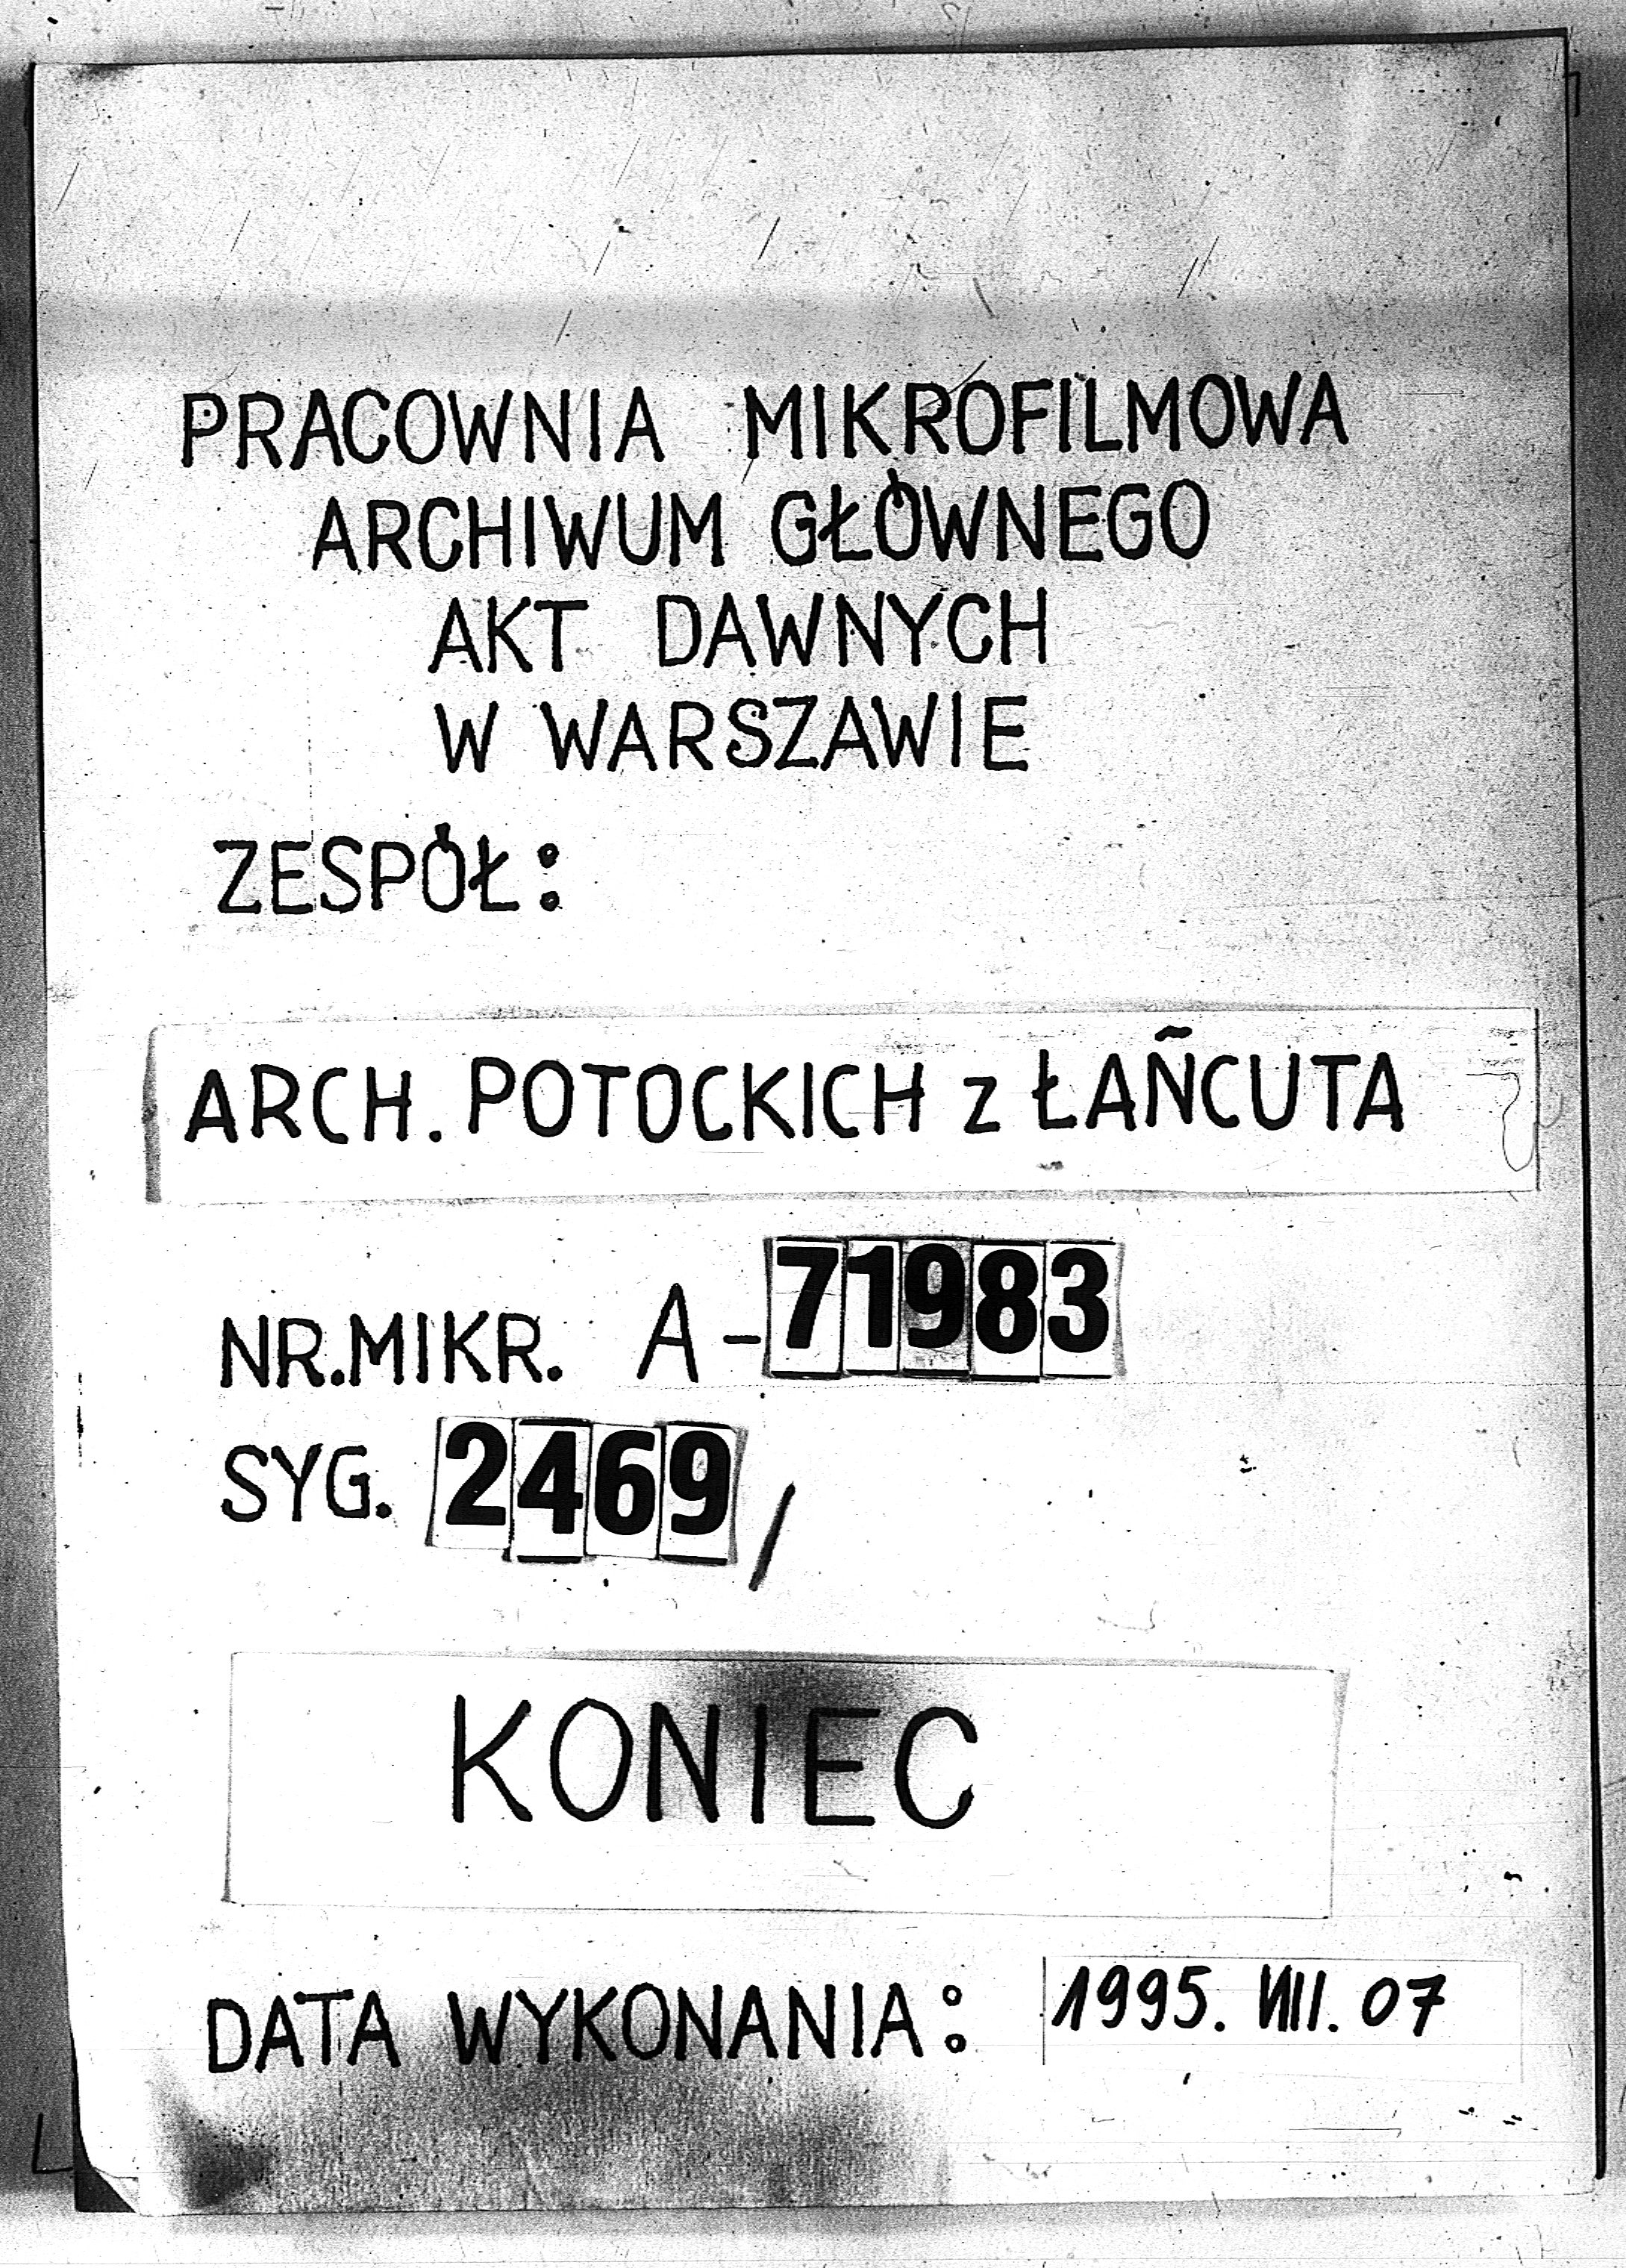 PRACOWNIA MIKROFILMOWA
ARCHIWUM GŁÓWNEGO
AKT DAWNYCH
W WARSZAWIE
ZESPÓŁ:
ARCH. POTOCKICH z ŁAŃCUTA
NR.MIKR. A-71983
SYG. 2469/
KONIEC
DATA WYKONANIA: 1995. VIII. 07